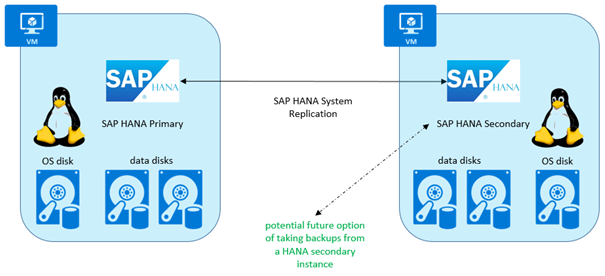 VM
SAP HANA
®
SAP HANA Primary
OS disk
data disks
SAP HANA System
Replication
VM
SAP HANA
®
SAP HANA Secondary
data disks
OS disk
potential future option
of taking backups from
a HANA secondary
instance